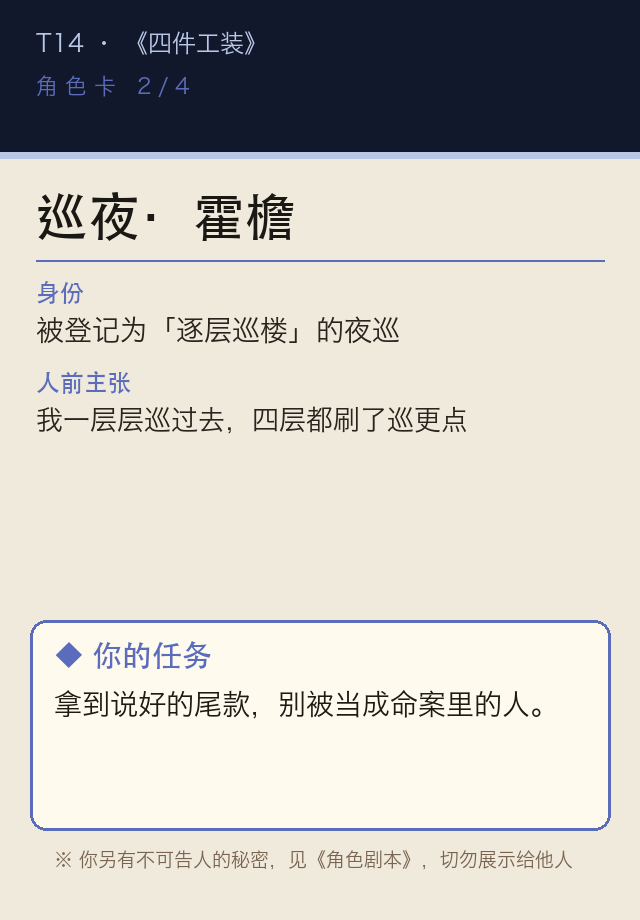 T14 · 《四件工装》
角色卡 2/4
巡夜· 霍檐
身份
被登记为「逐层巡楼」的夜巡
人前主张
我一层层巡过去，四层都刷了巡更点
◆ 你的任务
拿到说好的尾款，别被当成命案里的人。
※ 你另有不可告人的秘密，见《角色剧本》，切勿展示给他人